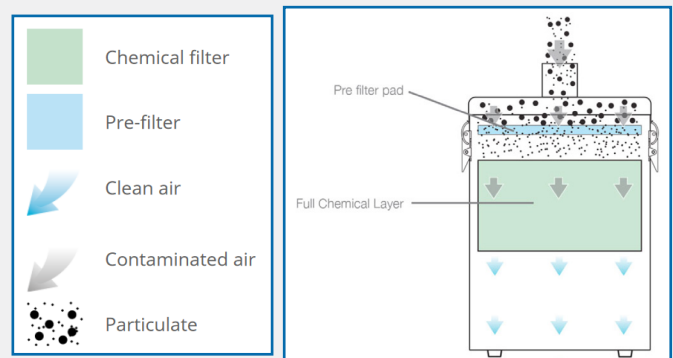 Chemical filter
Pre-filter
Clean air
Contaminated air
Particulate
Pre filter pad
Full Chemical Layer